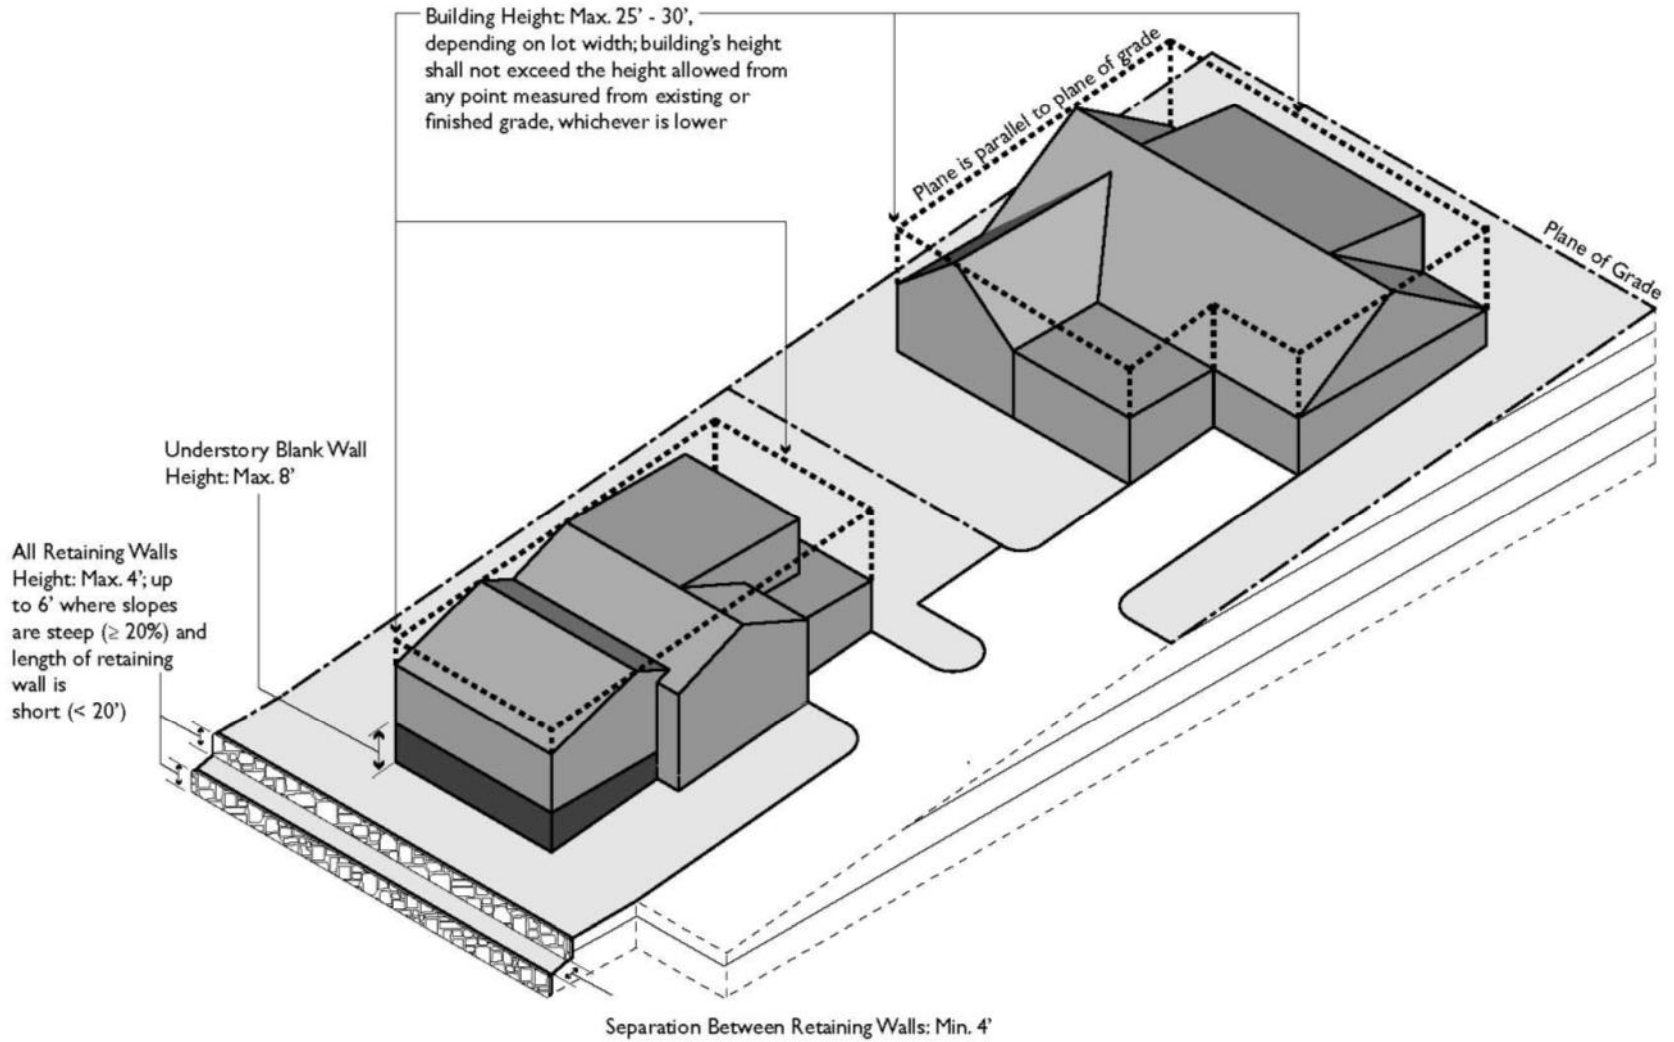 Building Height: Max. 25' - 30',
depending on lot width; building's height
shall not exceed the height allowed from
any point measured from existing or
finished grade, whichever is lower
Plane is parallel to plane of grade
Plane of Grade
Understory Blank Wall
Height: Max. 8'
All Retaining Walls
Height: Max. 4'; up
to 6' where slopes
are steep (≥ 20%) and
length of retaining
wall is
short (< 20')
Separation Between Retaining Walls: Min. 4'